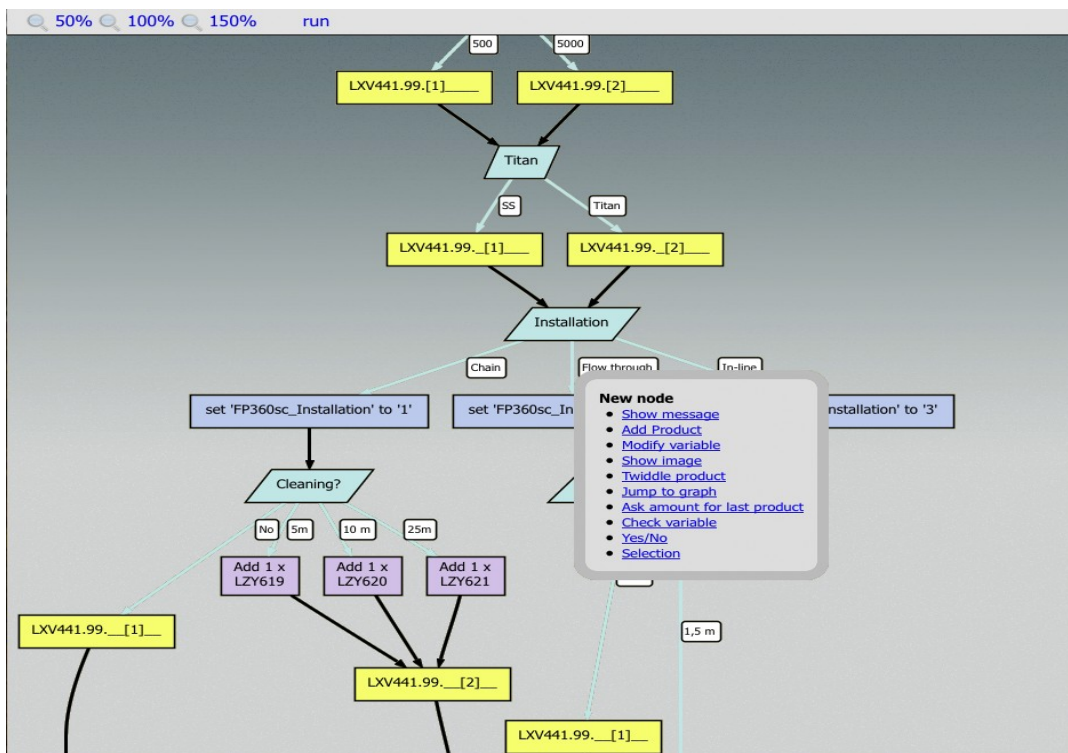 50% 100% 150% run
500
5000
LXV441.99.[1]____
LXV441.99.[2]____
Titan
SS
Titan
LXV441.99._[1]___
LXV441.99._[2]___
Installation
Chain
Flow through
In-line
set 'FP360sc_Installation' to '1'
set 'FP360sc_In
nstallation' to '3'
New node
Show message
Add Product
Modify variable
Show image
Twiddle product
Jump to graph
Ask amount for last product
Check variable
Yes/No
Selection
Cleaning?
No
5m
10 m
25m
Add 1 x
LZY619
Add 1 x
LZY620
Add 1 x
LZY621
LXV441.99.__[1]__
1,5 m
LXV441.99.__[2]__
LXV441.99.__[1]__